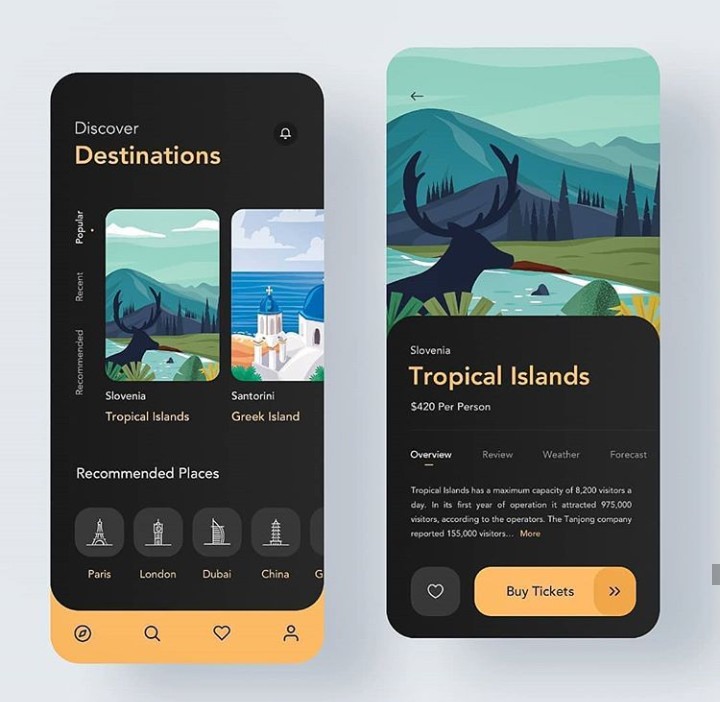 Discover
Destinations
Popular
Recent
Recommended
Slovenia
Tropical Islands
Santorini
Greek Island
Recommended Places
Paris
London
Dubai
China
G
Slovenia
Tropical Islands
$420 Per Person
Overview
Review
Weather
Forecast
Tropical Islands has a maximum capacity of 8,200 visitors a
day. In its first year of operation it attracted 975,000
visitors, according to the operators. The Tanjong company
reported 155,000 visitors... More
Buy Tickets